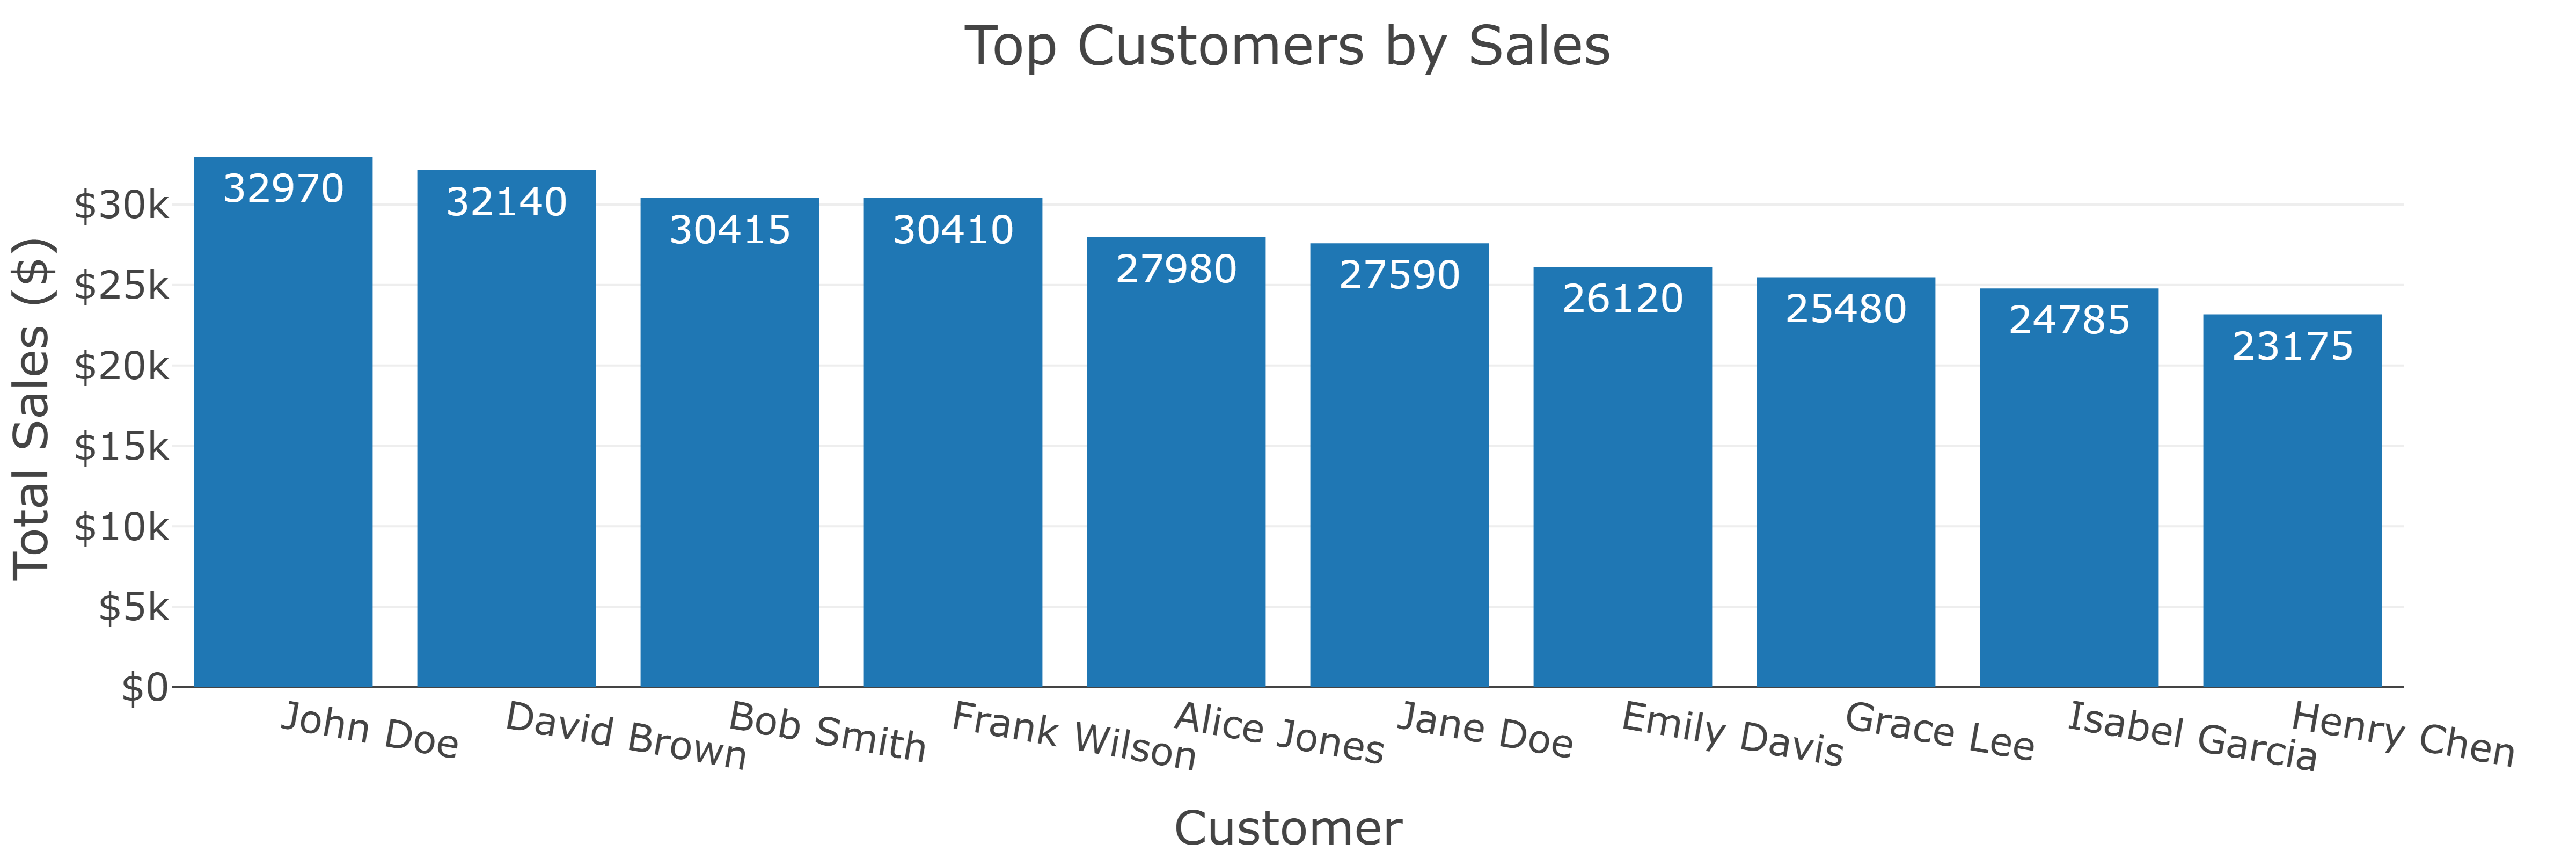 Top Customers by Sales
Total Sales ($)
$30k
$25k
$20k
$15k
$10k
$5k
$0
32970
32140
30415
30410
27980
27590
26120
25480
24785
23175
John Doe
David Brown
Bob Smith
Frank Wilson
Alice Jones
Jane Doe
Emily Davis
Grace Lee
Isabel Garcia
Henry Chen
Customer